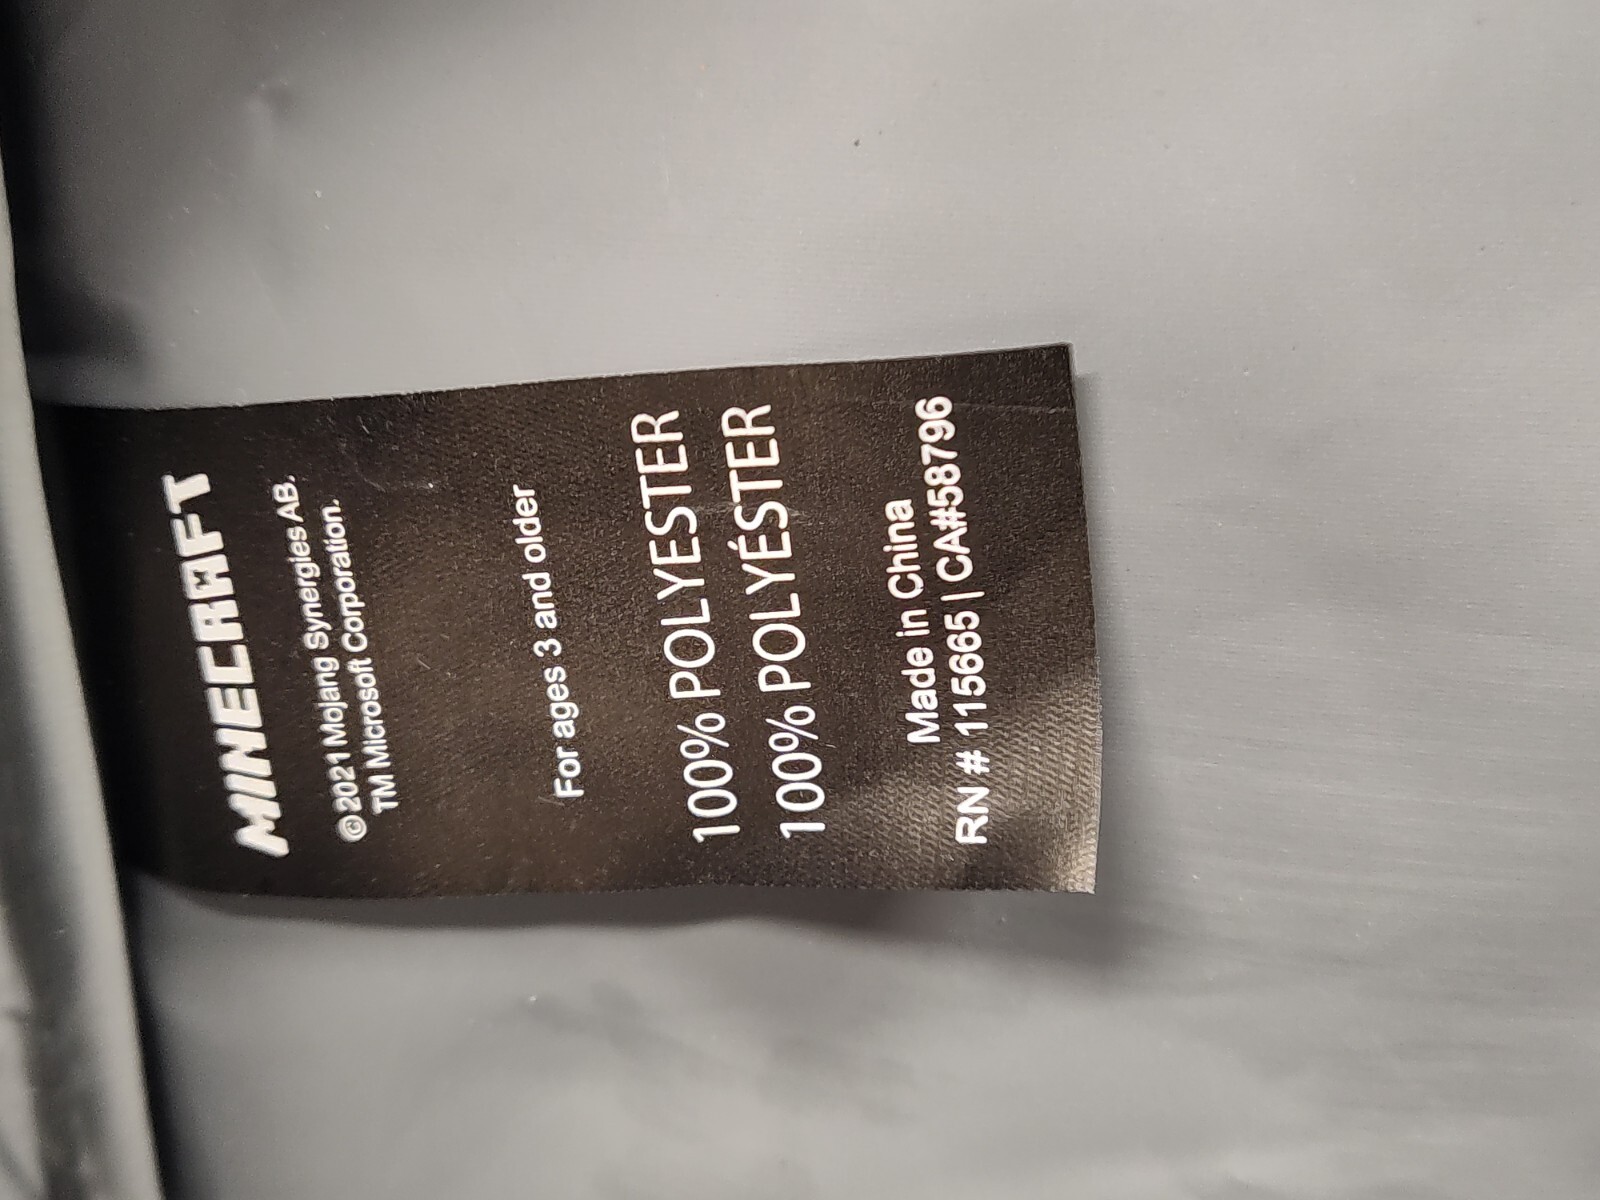 MINECRAFT
©2021 Mojang Synergies AB.
TM Microsoft Corporation.
For ages 3 and older
100% POLYESTER
100% POLYÉSTER
Made in China
RN # 115665 | CA#58796